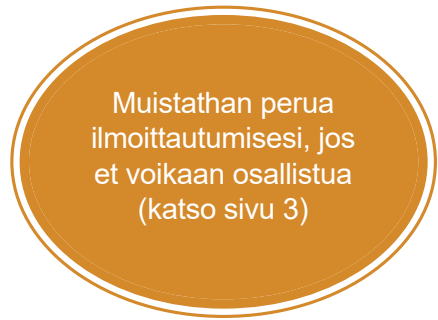 Muistathan perua
ilmoittautumisesi, jos
et voikaan osallistua
(katso sivu 3)